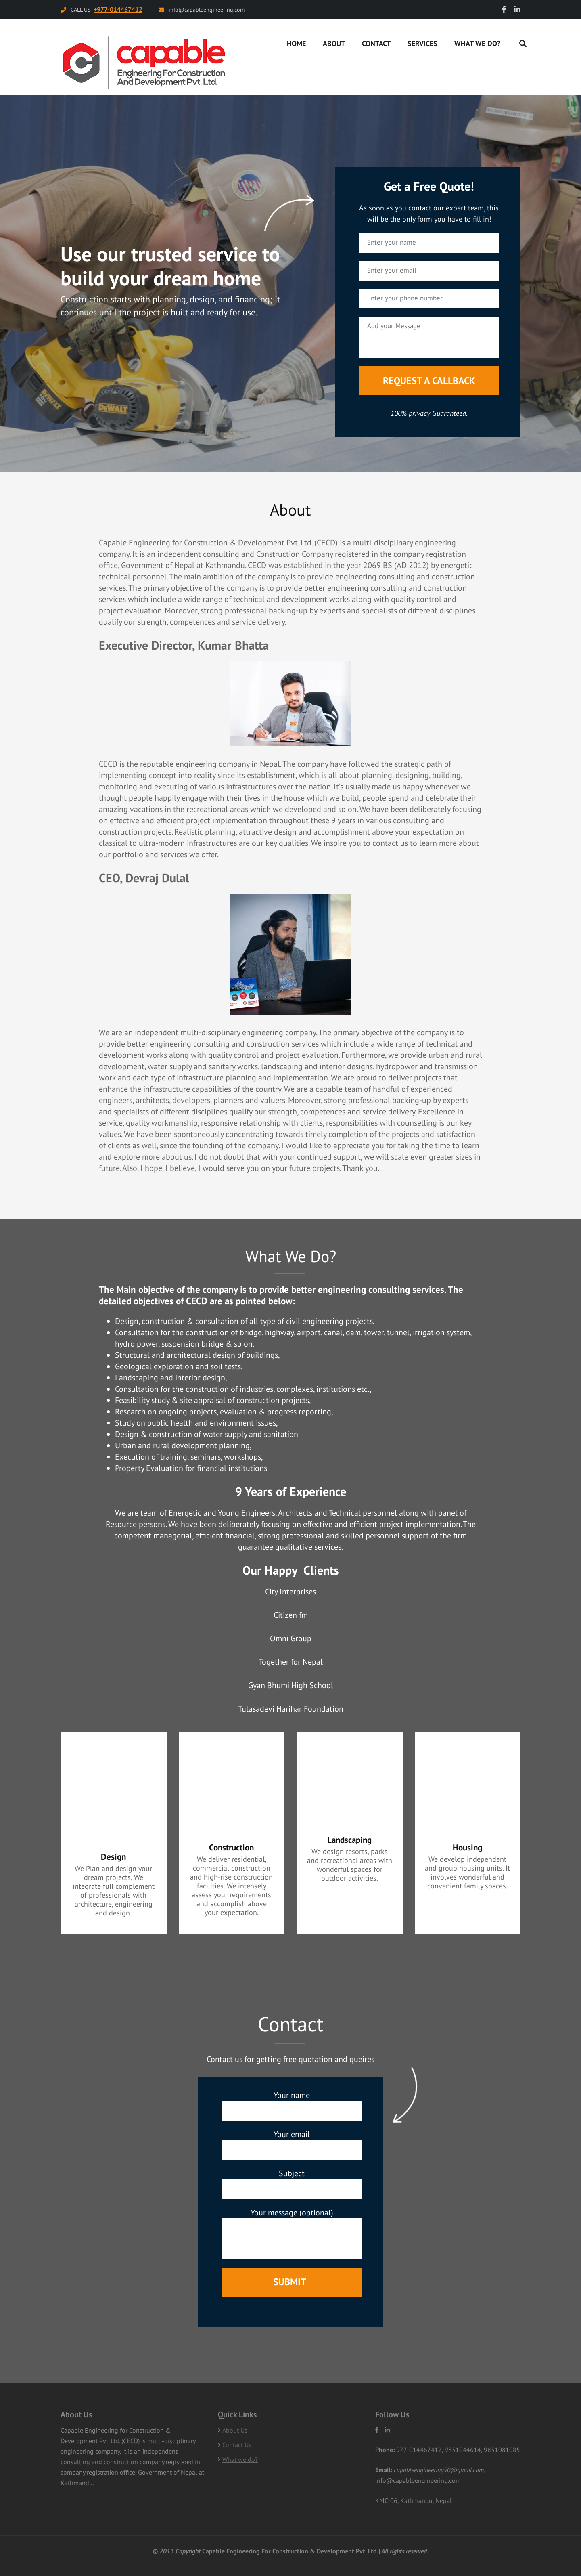 CALL US +977-014467412 info@capableengineering.com
capable
Engineering For Construction
And Development Pvt. Ltd.
HOME ABOUT CONTACT SERVICES WHAT WE DO?
Use our trusted service to
build your dream home
Construction starts with planning, design, and financing; it
continues until the project is built and ready for use.
DEWALT
Get a Free Quote!
As soon as you contact our expert team, this
will be the only form you have to fill in!
Enter your name
Enter your email
Enter your phone number
Add your Message
REQUEST A CALLBACK
100% privacy Guaranteed.
About
Capable Engineering for Construction & Development Pvt. Ltd. (CECD) is a multi-disciplinary engineering
company. It is an independent consulting and Construction Company registered in the company registration
office, Government of Nepal at Kathmandu. CECD was established in the year 2069 BS (AD 2012) by energetic
technical personnel. The main ambition of the company is to provide engineering consulting and construction
services. The primary objective of the company is to provide better engineering consulting and construction
services which include a wide range of technical and development works along with quality control and
project evaluation. Moreover, strong professional backing-up by experts and specialists of different disciplines
qualify our strength, competences and service delivery.
Executive Director, Kumar Bhatta
CECD is the reputable engineering company in Nepal. The company have followed the strategic path of
implementing concept into reality since its establishment, which is all about planning, designing, building,
monitoring and executing of various infrastructures over the nation. It's usually made us happy whenever we
thought people happily engage with their lives in the house which we build, people spend and celebrate their
amazing vacations in the recreational areas which we developed and so on. We have been deliberately focusing
on effective and efficient project implementation throughout these 9 years in various consulting and
construction projects. Realistic planning, attractive design and accomplishment above your expectation on
classical to ultra-modern infrastructures are our key qualities. We inspire you to contact us to learn more about
our portfolio and services we offer.
CEO, Devraj Dulal
We are an independent multi-disciplinary engineering company. The primary objective of the company is to
provide better engineering consulting and construction services which include a wide range of technical and
development works along with quality control and project evaluation. Furthermore, we provide urban and rural
development, water supply and sanitary works, landscaping and interior designs, hydropower and transmission
work and each type of infrastructure planning and implementation. We are proud to deliver projects that
enhance the infrastructure capabilities of the country. We are a capable team of handful of experienced
engineers, architects, developers, planners and valuers. Moreover, strong professional backing-up by experts
and specialists of different disciplines qualify our strength, competences and service delivery. Excellence in
service, quality workmanship, responsive relationship with clients, responsibilities with counselling is our key
values. We have been spontaneously concentrating towards timely completion of the projects and satisfaction
of clients as well, since the founding of the company. I would like to appreciate you for taking the time to learn
and explore more about us. I do not doubt that with your continued support, we will scale even greater sizes in
future. Also, I hope, I believe, I would serve you on your future projects. Thank you.
What We Do?
The Main objective of the company is to provide better engineering consulting services. The
detailed objectives of CECD are as pointed below:
• Design, construction & consultation of all type of civil engineering projects.
• Consultation for the construction of bridge, highway, airport, canal, dam, tower, tunnel, irrigation system,
hydro power, suspension bridge & so on.
• Structural and architectural design of buildings,
• Geological exploration and soil tests,
• Landscaping and interior design,
• Consultation for the construction of industries, complexes, institutions etc.,
• Feasibility study & site appraisal of construction projects,
• Research on ongoing projects, evaluation & progress reporting,
• Study on public health and environment issues,
• Design & construction of water supply and sanitation
• Urban and rural development planning,
• Execution of training, seminars, workshops,
• Property Evaluation for financial institutions
9 Years of Experience
We are team of Energetic and Young Engineers, Architects and Technical personnel along with panel of
Resource persons. We have been deliberately focusing on effective and efficient project implementation. The
competent managerial, efficient financial, strong professional and skilled personnel support of the firm
guarantee qualitative services.
Our Happy Clients
City Interprises
Citizen fm
Omni Group
Together for Nepal
Gyan Bhumi High School
Tulasadevi Harihar Foundation
Design
We Plan and design your
dream projects. We
integrate full complement
of professionals with
architecture, engineering
and design.
Construction
We deliver residential,
commercial construction
and high-rise construction
facilities. We intensely
assess your requirements
and accomplish above
your expectation.
Landscaping
We design resorts, parks
and recreational areas with
wonderful spaces for
outdoor activities.
Housing
We develop independent
and group housing units. It
involves wonderful and
convenient family spaces.
Contact
Contact us for getting free quotation and queires
Your name
Your email
Subject
Your message (optional)
SUBMIT
About Us
Capable Engineering for Construction &
Development Pvt. Ltd. (CECD) is multi-disciplinary
engineering company. It is an independent
consulting and construction company registered in
company registration office, Government of Nepal at
Kathmandu.
Quick Links
About Us
Contact Us
What we do?
Follow Us
Phone: 977-014467412, 9851044614, 9851081085
Email: capableengineering90@gmail.com,
info@capableengineering.com
KMC-06, Kathmandu, Nepal
© 2013 Copyright Capable Engineering For Construction & Development Pvt. Ltd.| All rights reserved.